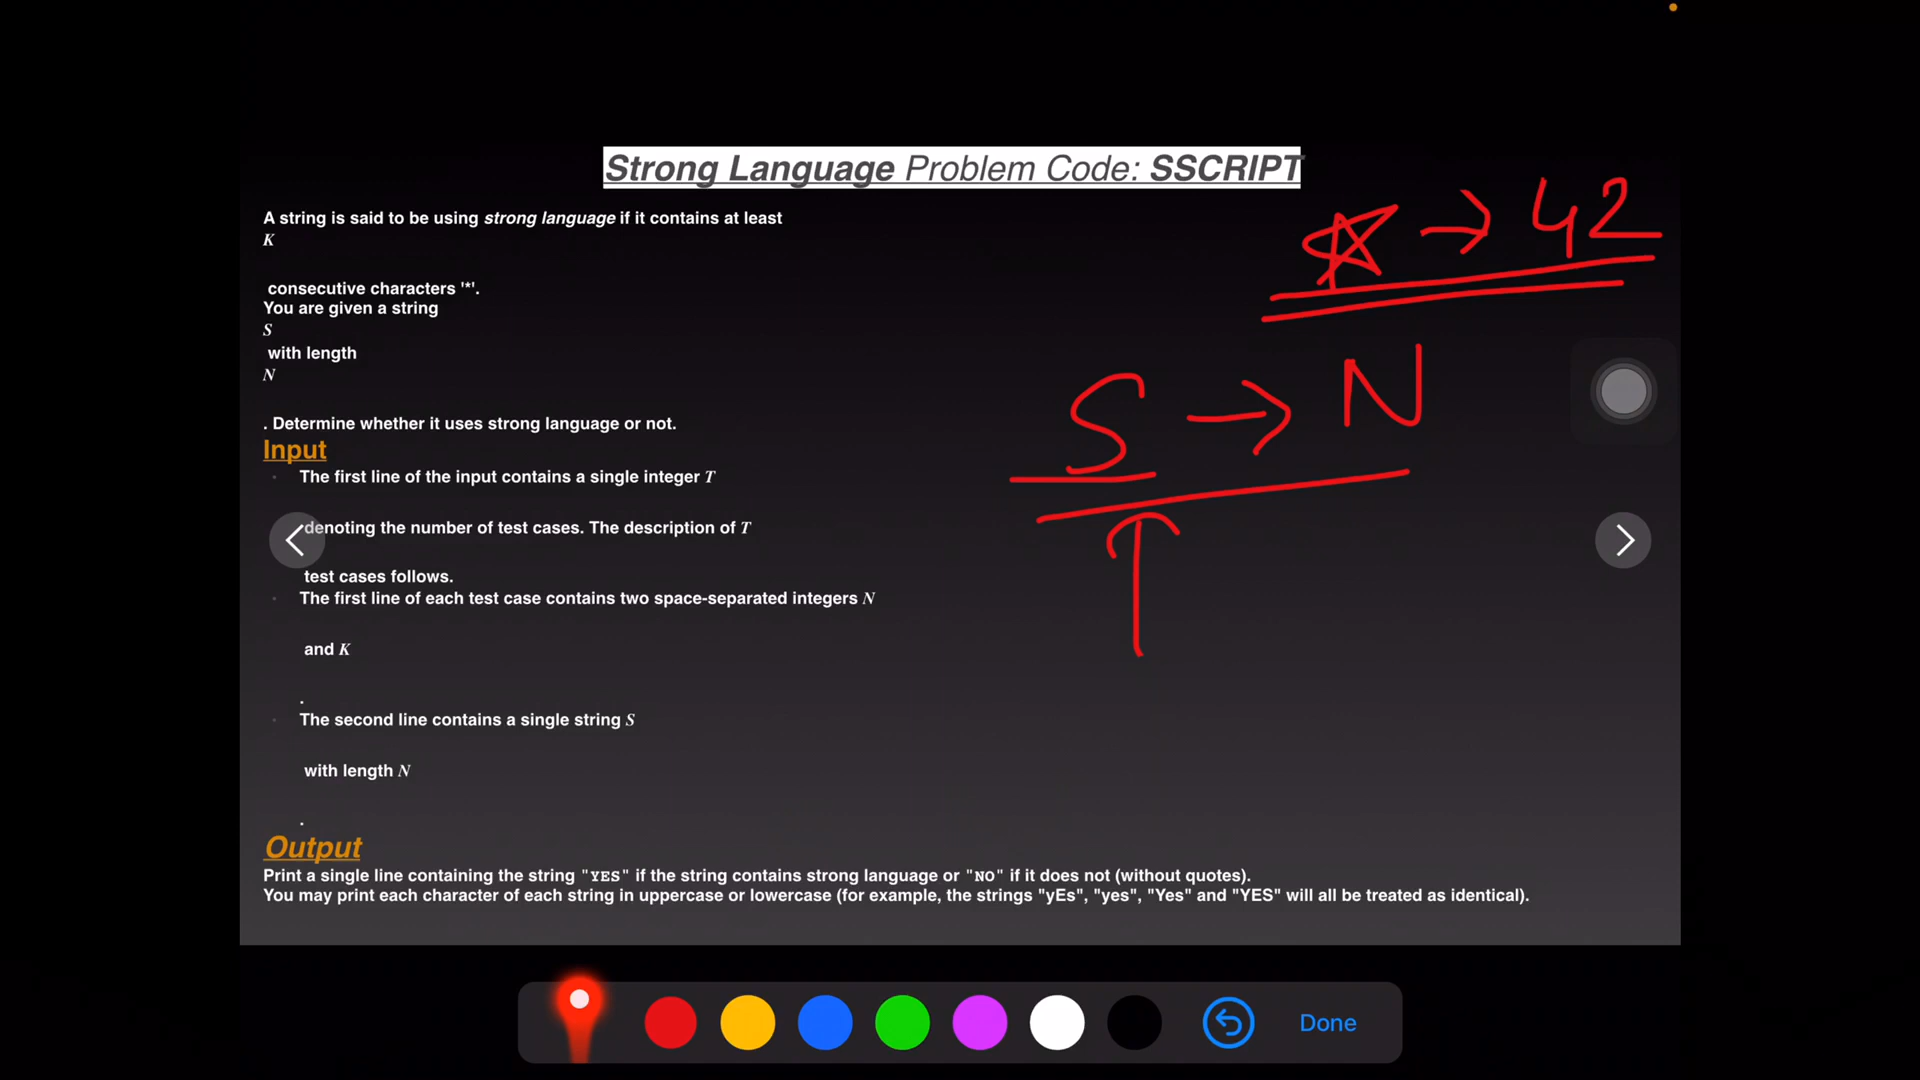 Strong Language Problem Code: SSCRIPT
A string is said to be using strong language if it contains at least
K
consecutive characters '*'.
You are given a string
S
with length
N
. Determine whether it uses strong language or not.
Input
The first line of the input contains a single integer T
denoting the number of test cases. The description of T
test cases follows.
The first line of each test case contains two space-separated integers N
and K
.
The second line contains a single string S
with length N
.
Output
Print a single line containing the string "YES" if the string contains strong language or "NO" if it does not (without quotes).
You may print each character of each string in uppercase or lowercase (for example, the strings "yEs", "yes", "Yes" and "YES" will all be treated as identical).
☆ → 42
S → N
T
Done